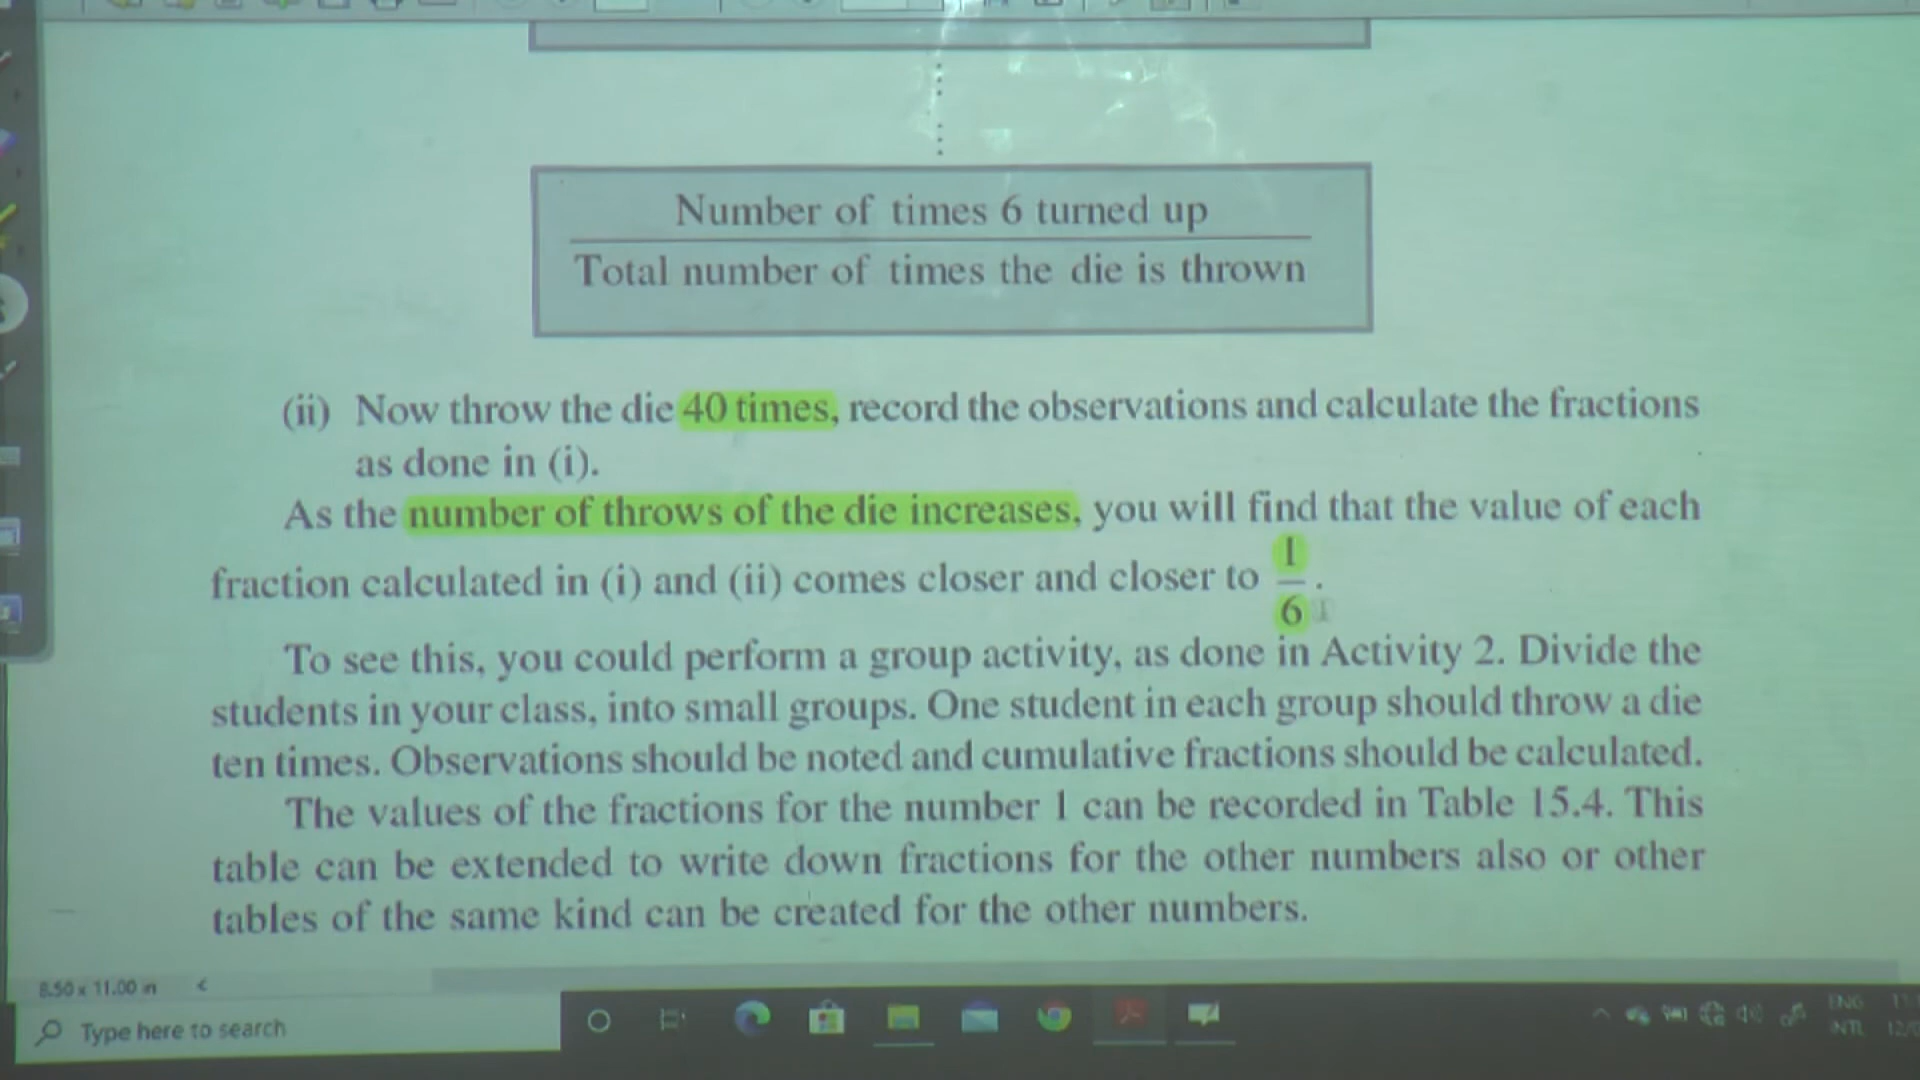 Number of times 6 turned up
Total number of times the die is thrown
(ii) Now throw the die 40 times, record the observations and calculate the fractions
as done in (i).
As the number of throws of the die increases, you will find that the value of each
fraction calculated in (i) and (ii) comes closer and closer to 1/6.
To see this, you could perform a group activity, as done in Activity 2. Divide the
students in your class, into small groups. One student in each group should throw a die
ten times. Observations should be noted and cumulative fractions should be calculated.
The values of the fractions for the number 1 can be recorded in Table 15.4. This
table can be extended to write down fractions for the other numbers also or other
tables of the same kind can be created for the other numbers.
8.50 x 11.00 in
Type here to search
ENG
INTL